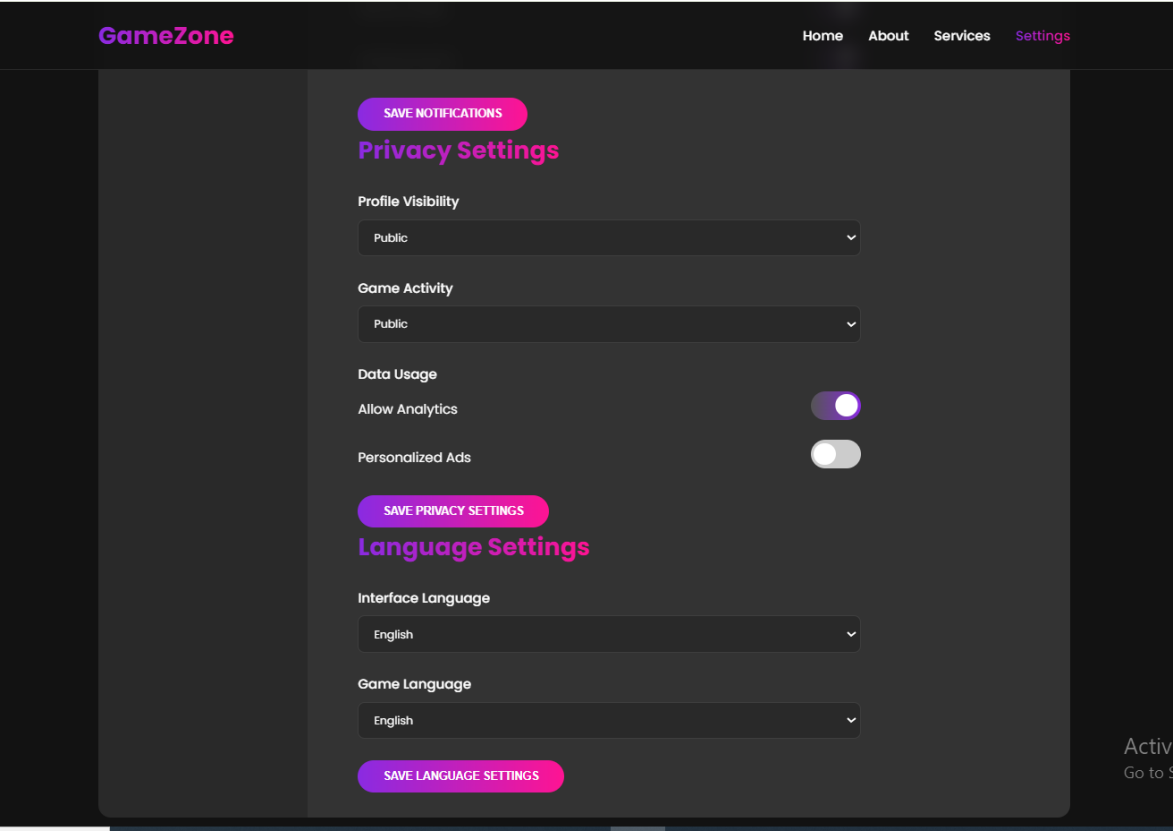 GameZone
Home About Services Settings
SAVE NOTIFICATIONS
Privacy Settings
Profile Visibility
Public
Game Activity
Public
Data Usage
Allow Analytics
Personalized Ads
SAVE PRIVACY SETTINGS
Language Settings
Interface Language
English
Game Language
English
SAVE LANGUAGE SETTINGS
Activ
Go to S